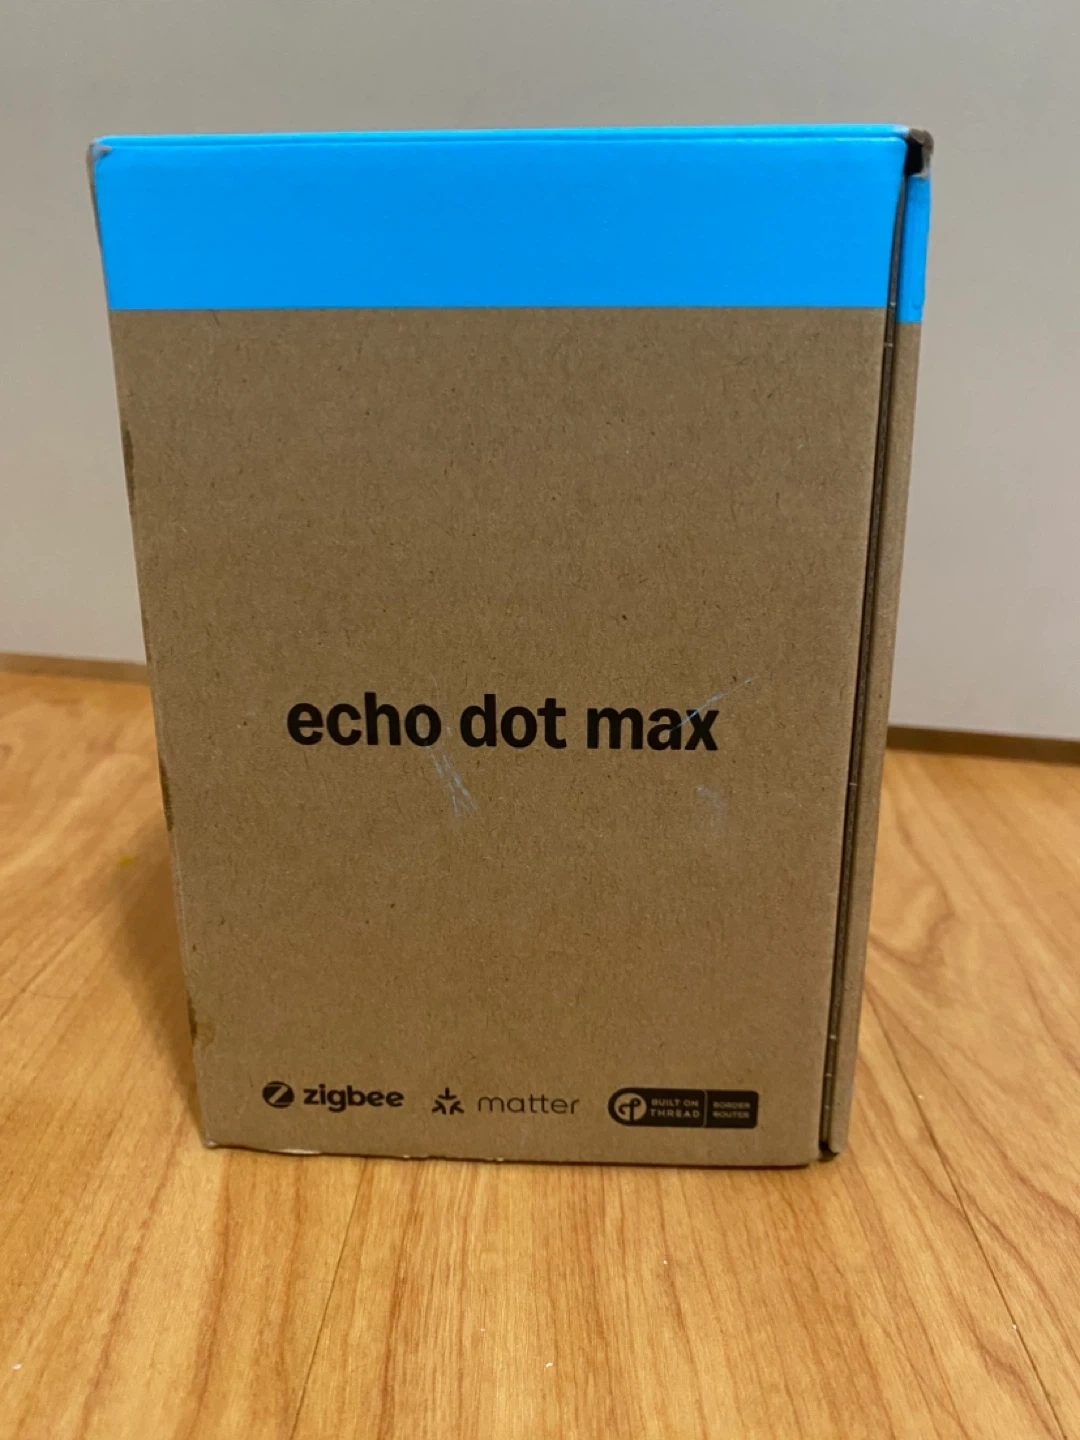 echo dot max
zigbee matter BUILT ON THREAD BORDER ROUTER